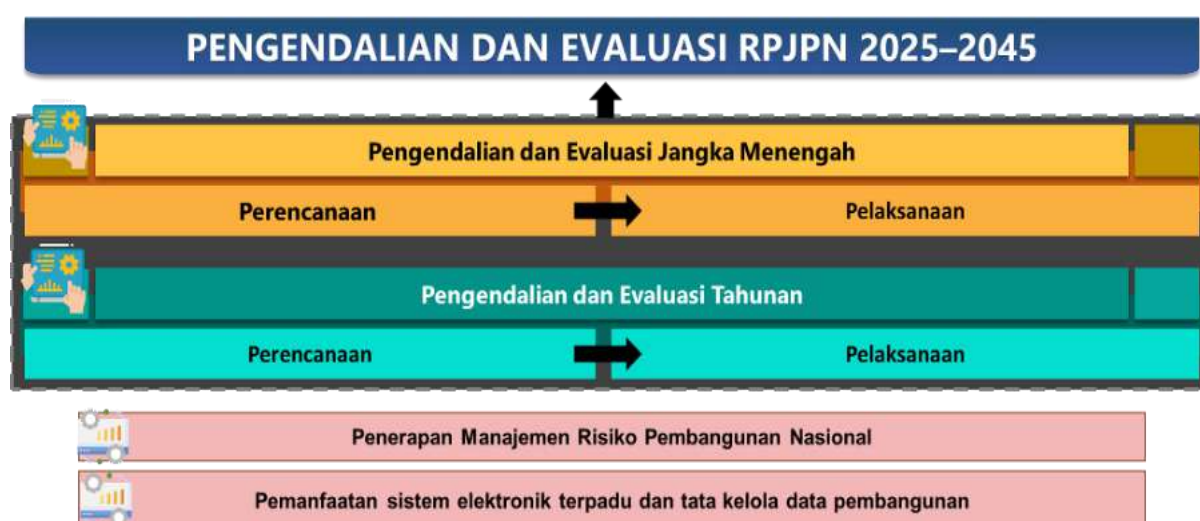 PENGENDALIAN DAN EVALUASI RPJPN 2025–2045
Pengendalian dan Evaluasi Jangka Menengah
Perencanaan
Pelaksanaan
Pengendalian dan Evaluasi Tahunan
Perencanaan
Pelaksanaan
Penerapan Manajemen Risiko Pembangunan Nasional
Pemanfaatan sistem elektronik terpadu dan tata kelola data pembangunan